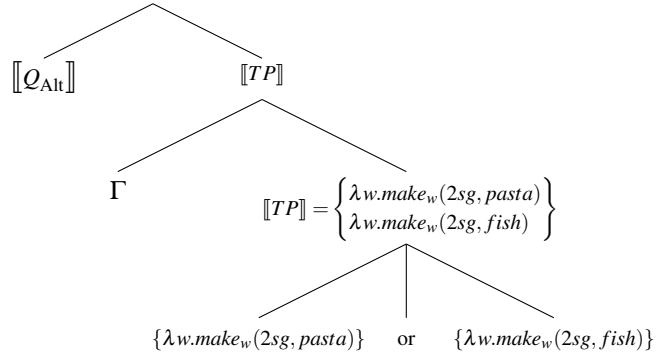 ⟦Q_Alt⟧ ⟦TP⟧
Γ
⟦TP⟧ = {λw.make_w(2sg, pasta)
λw.make_w(2sg, fish)}
{λw.make_w(2sg, pasta)} or {λw.make_w(2sg, fish)}